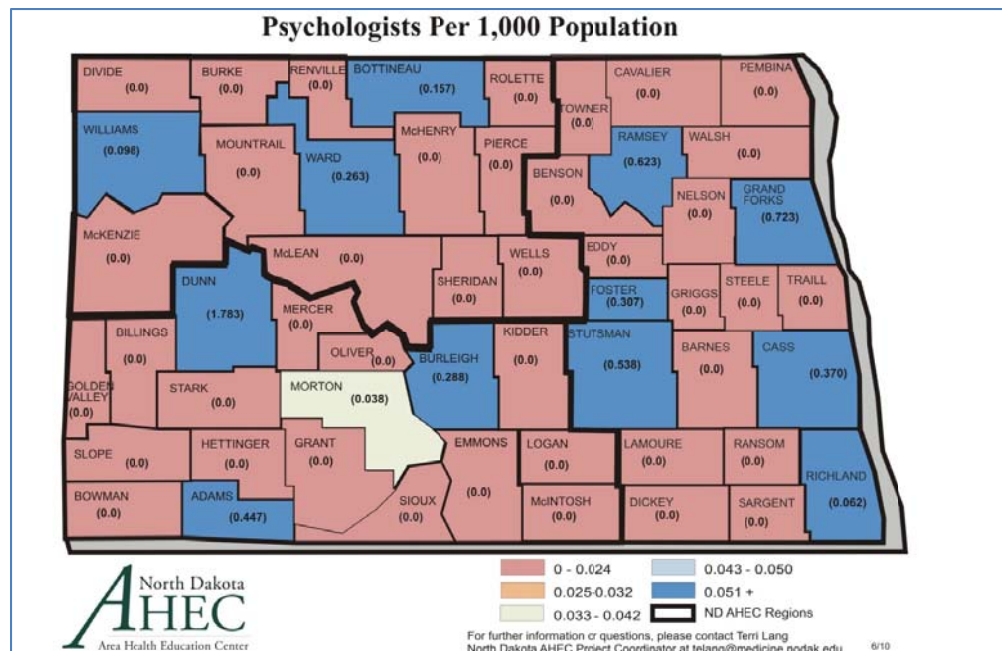 Psychologists Per 1,000 Population
DIVIDE
(0.0)
BURKE
(0.0)
RENVILLE
(0.0)
BOTTINEAU
(0.157)
ROLETTE
(0.0)
TOWNER
(0.0)
CAVALIER
(0.0)
PEMBINA
(0.0)
WILLIAMS
(0.098)
MOUNTRAIL
(0.0)
WARD
(0.263)
McHENRY
(0.0)
PIERCE
(0.0)
BENSON
(0.0)
RAMSEY
(0.623)
WALSH
(0.0)
NELSON
(0.0)
GRAND
FORKS
(0.723)
McKENZIE
(0.0)
McLEAN
(0.0)
SHERIDAN
(0.0)
WELLS
(0.0)
EDDY
(0.0)
FOSTER
(0.307)
GRIGGS
(0.0)
STEELE
(0.0)
TRAILL
(0.0)
DUNN
(1.783)
MERCER
(0.0)
OLIVER
(0.0)
BILLINGS
(0.0)
GOLDEN
VALLEY
(0.0)
STARK
(0.0)
MORTON
(0.038)
BURLEIGH
(0.288)
KIDDER
(0.0)
STUTSMAN
(0.538)
BARNES
(0.0)
CASS
(0.370)
SLOPE
(0.0)
HETTINGER
(0.0)
GRANT
(0.0)
EMMONS
(0.0)
LOGAN
(0.0)
LAMOURE
(0.0)
RANSOM
(0.0)
RICHLAND
(0.062)
BOWMAN
(0.0)
ADAMS
(0.447)
SIOUX
(0.0)
McINTOSH
(0.0)
DICKEY
(0.0)
SARGENT
(0.0)
North Dakota
AHEC
Area Health Education Center
0 - 0.024
0.025-0.032
0.033 - 0.042
0.043 - 0.050
0.051 +
ND AHEC Regions
For further information or questions, please contact Terri Lang
North Dakota AHEC Project Coordinator at telang@medicine.nodak.edu
6/10